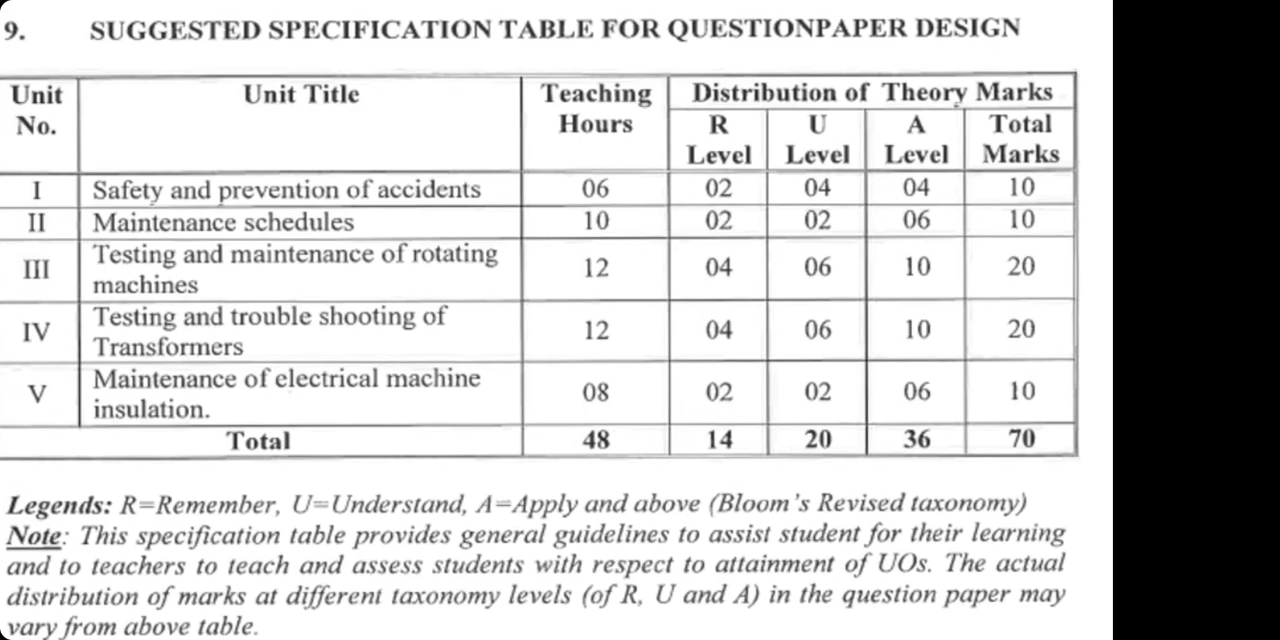 9. SUGGESTED SPECIFICATION TABLE FOR QUESTIONPAPER DESIGN
Unit No. Unit Title Teaching Hours Distribution of Theory Marks
R Level U Level A Level Total Marks
I Safety and prevention of accidents 06 02 04 04 10
II Maintenance schedules 10 02 02 06 10
III Testing and maintenance of rotating machines 12 04 06 10 20
IV Testing and trouble shooting of Transformers 12 04 06 10 20
V Maintenance of electrical machine insulation. 08 02 02 06 10
Total 48 14 20 36 70
Legends: R=Remember, U=Understand, A=Apply and above (Bloom's Revised taxonomy)
Note: This specification table provides general guidelines to assist student for their learning
and to teachers to teach and assess students with respect to attainment of UOs. The actual
distribution of marks at different taxonomy levels (of R, U and A) in the question paper may
vary from above table.